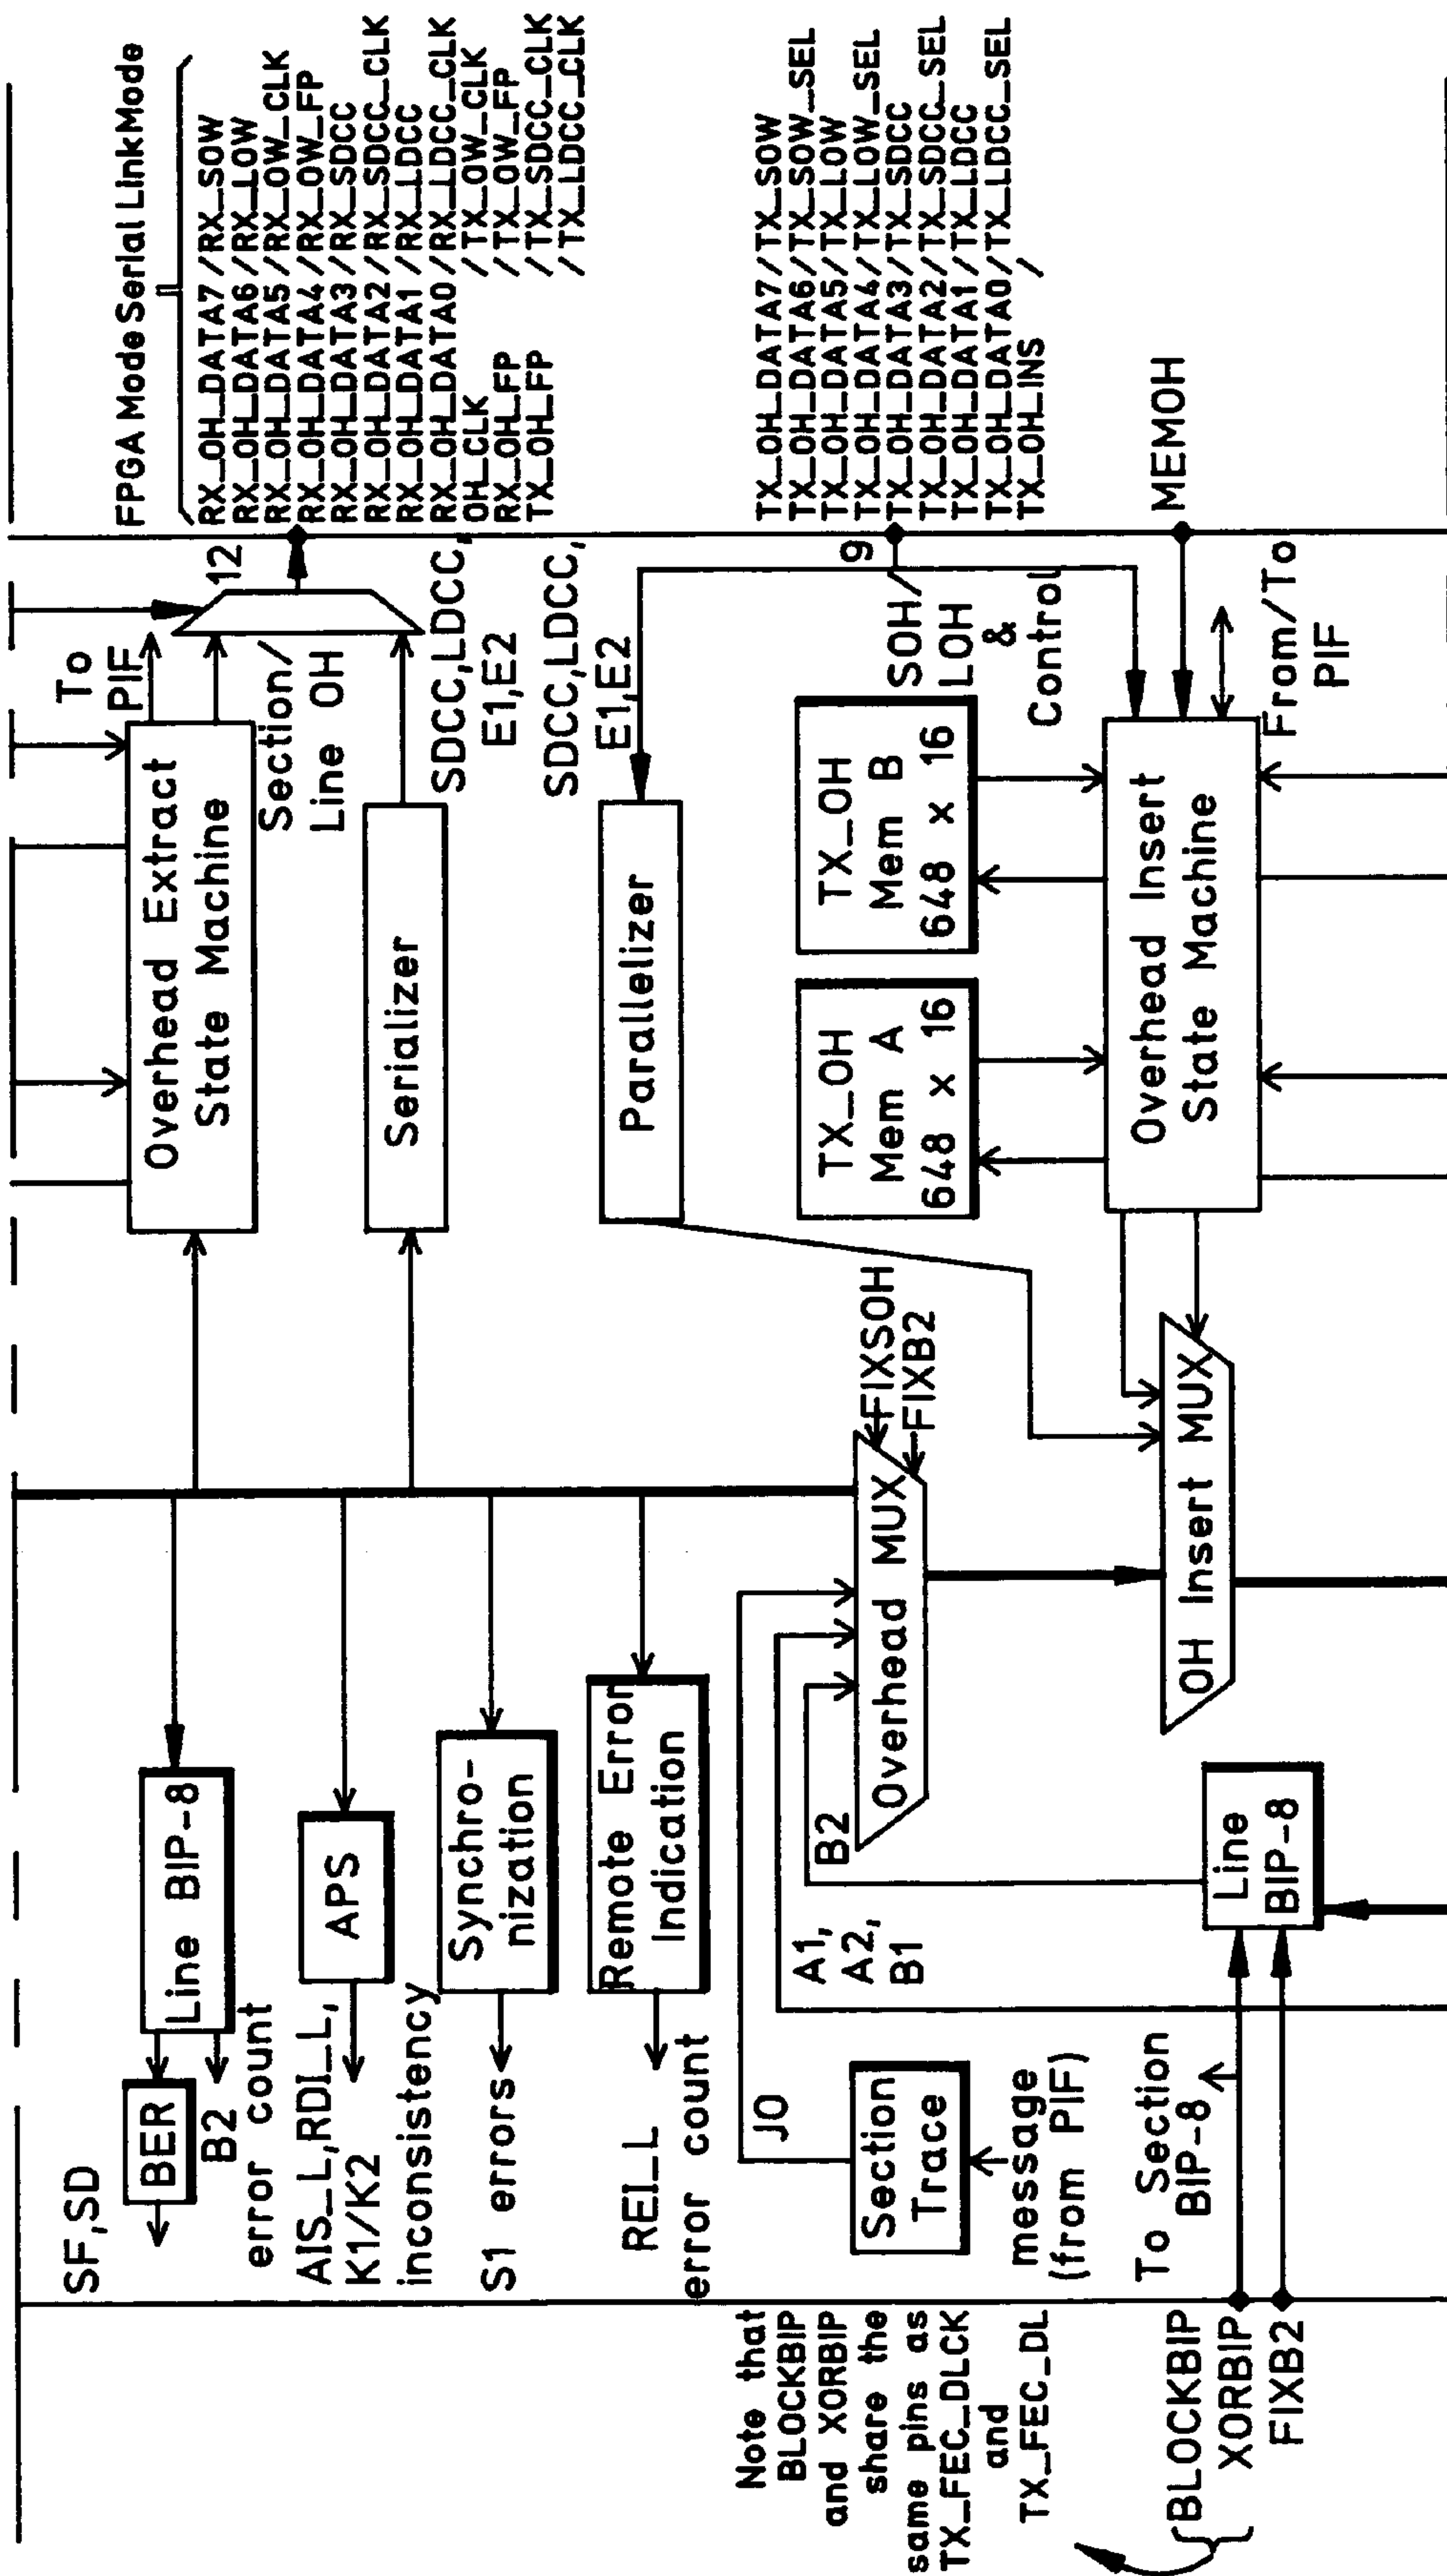 FPGA Mode Serial Link Mode
RX_OH_DATA7/RX_SOW
RX_OH_DATA6/RX_LOW
RX_OH_DATA5/RX_OW_CLK
RX_OH_DATA4/RX_OW_FP
RX_OH_DATA3/RX_SDCC
RX_OH_DATA2/RX_SDCC_CLK
RX_OH_DATA1/RX_LDCC
RX_OH_DATA0/RX_LDCC_CLK
OH_CLK /TX_OW_CLK
RX_OH_FP /TX_OW_FP
TX_OH_FP /TX_SDCC_CLK
/TX_LDCC_CLK
TX_OH_DATA7/TX_SOW
TX_OH_DATA6/TX_SOW_SEL
TX_OH_DATA5/TX_LOW
TX_OH_DATA4/TX_LOW_SEL
TX_OH_DATA3/TX_SDCC
TX_OH_DATA2/TX_SDCC_SEL
TX_OH_DATA1/TX_LDCC
TX_OH_DATA0/TX_LDCC_SEL
TX_OH_INS /
MEMOH
12
To
PIF
Overhead Extract
State Machine
Section/
Line OH
Serializer
SDCC,LDCC,
E1,E2
SDCC,LDCC,
E1,E2
Parallelizer
9
SOH/
LOH
&
Control
TX_OH
Mem B
648 x 16
TX_OH
Mem A
648 x 16
Overhead Insert
State Machine
From/To
PIF
FIXSOH
FIXB2
Overhead MUX
OH Insert MUX
SF,SD
BER
Line BIP-8
B2
error count
APS
AIS_L,RDI_L,
K1/K2
inconsistency
Synchro-
nization
S1 errors
Remote Error
Indication
REI_L
error count
J0
Section
Trace
message
(from PIF)
A1,
A2,
B1
B2
Line
BIP-8
To Section
BIP-8
Note that
BLOCKBIP
and XORBIP
share the
same pins as
TX_FEC_DLCK
and
TX_FEC_DL
BLOCKBIP
XORBIP
FIXB2